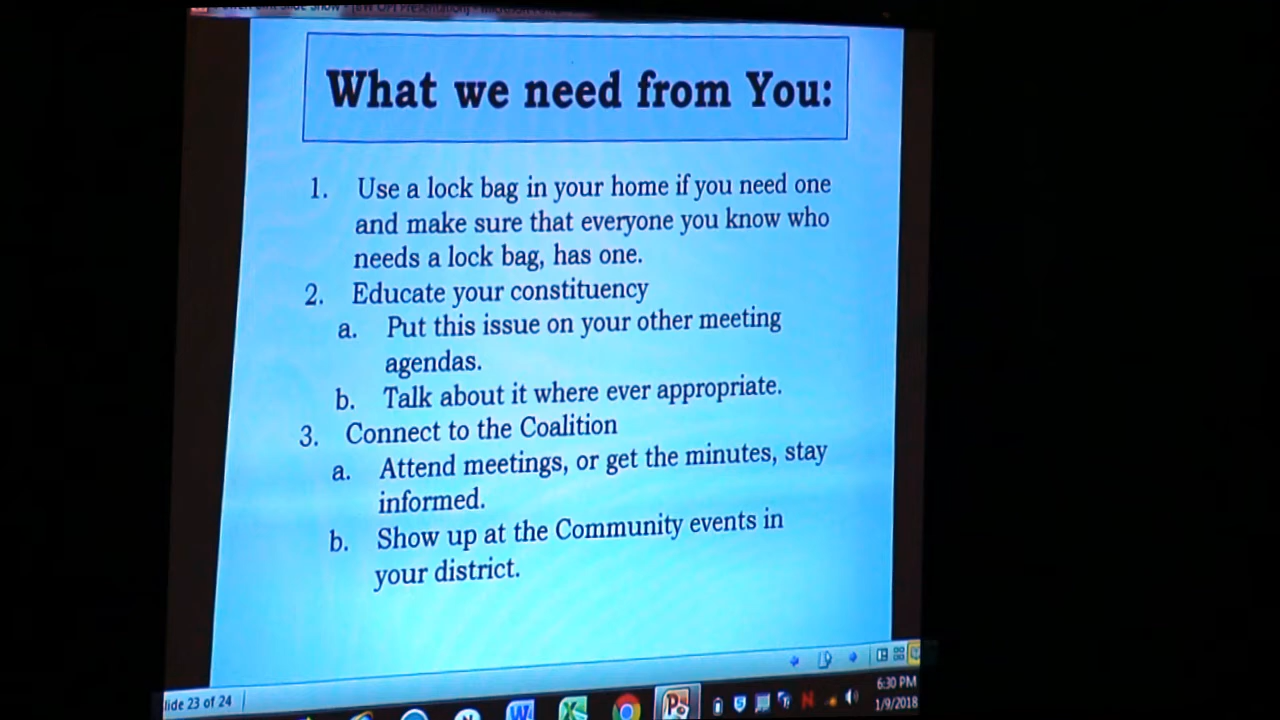 What we need from You:
1. Use a lock bag in your home if you need one
and make sure that everyone you know who
needs a lock bag, has one.
2. Educate your constituency
a. Put this issue on your other meeting
agendas.
b. Talk about it where ever appropriate.
3. Connect to the Coalition
a. Attend meetings, or get the minutes, stay
informed.
b. Show up at the Community events in
your district.
6:30 PM
lide 23 of 24
1/9/2018